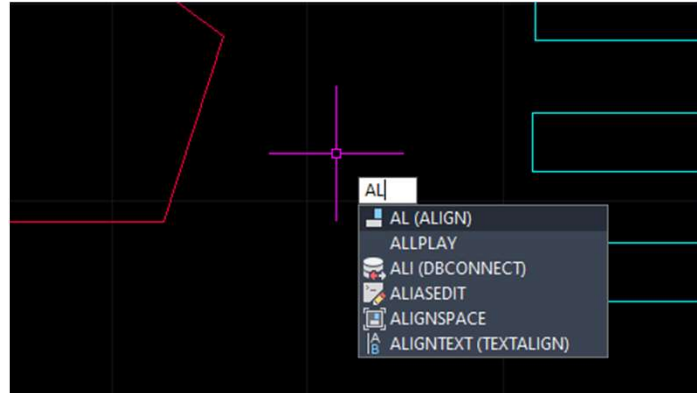 AL
AL (ALIGN)
ALLPLAY
ALI (DBCONNECT)
ALIASEDIT
ALIGNSPACE
ALIGNTEXT (TEXTALIGN)